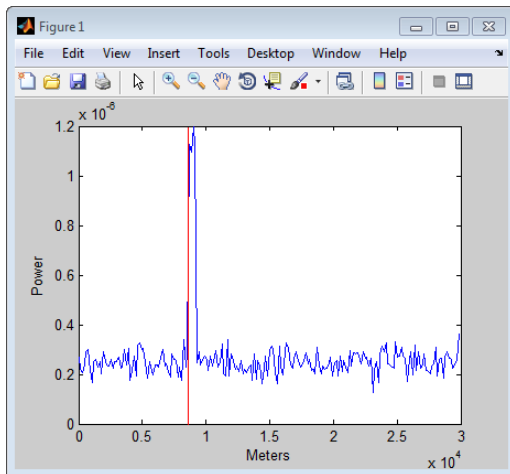 Figure 1
File Edit View Insert Tools Desktop Window Help
x 10^-6
1.2
1
0.8
0.6
0.4
0.2
0
Power
0 0.5 1 1.5 2 2.5 3
Meters
x 10^4